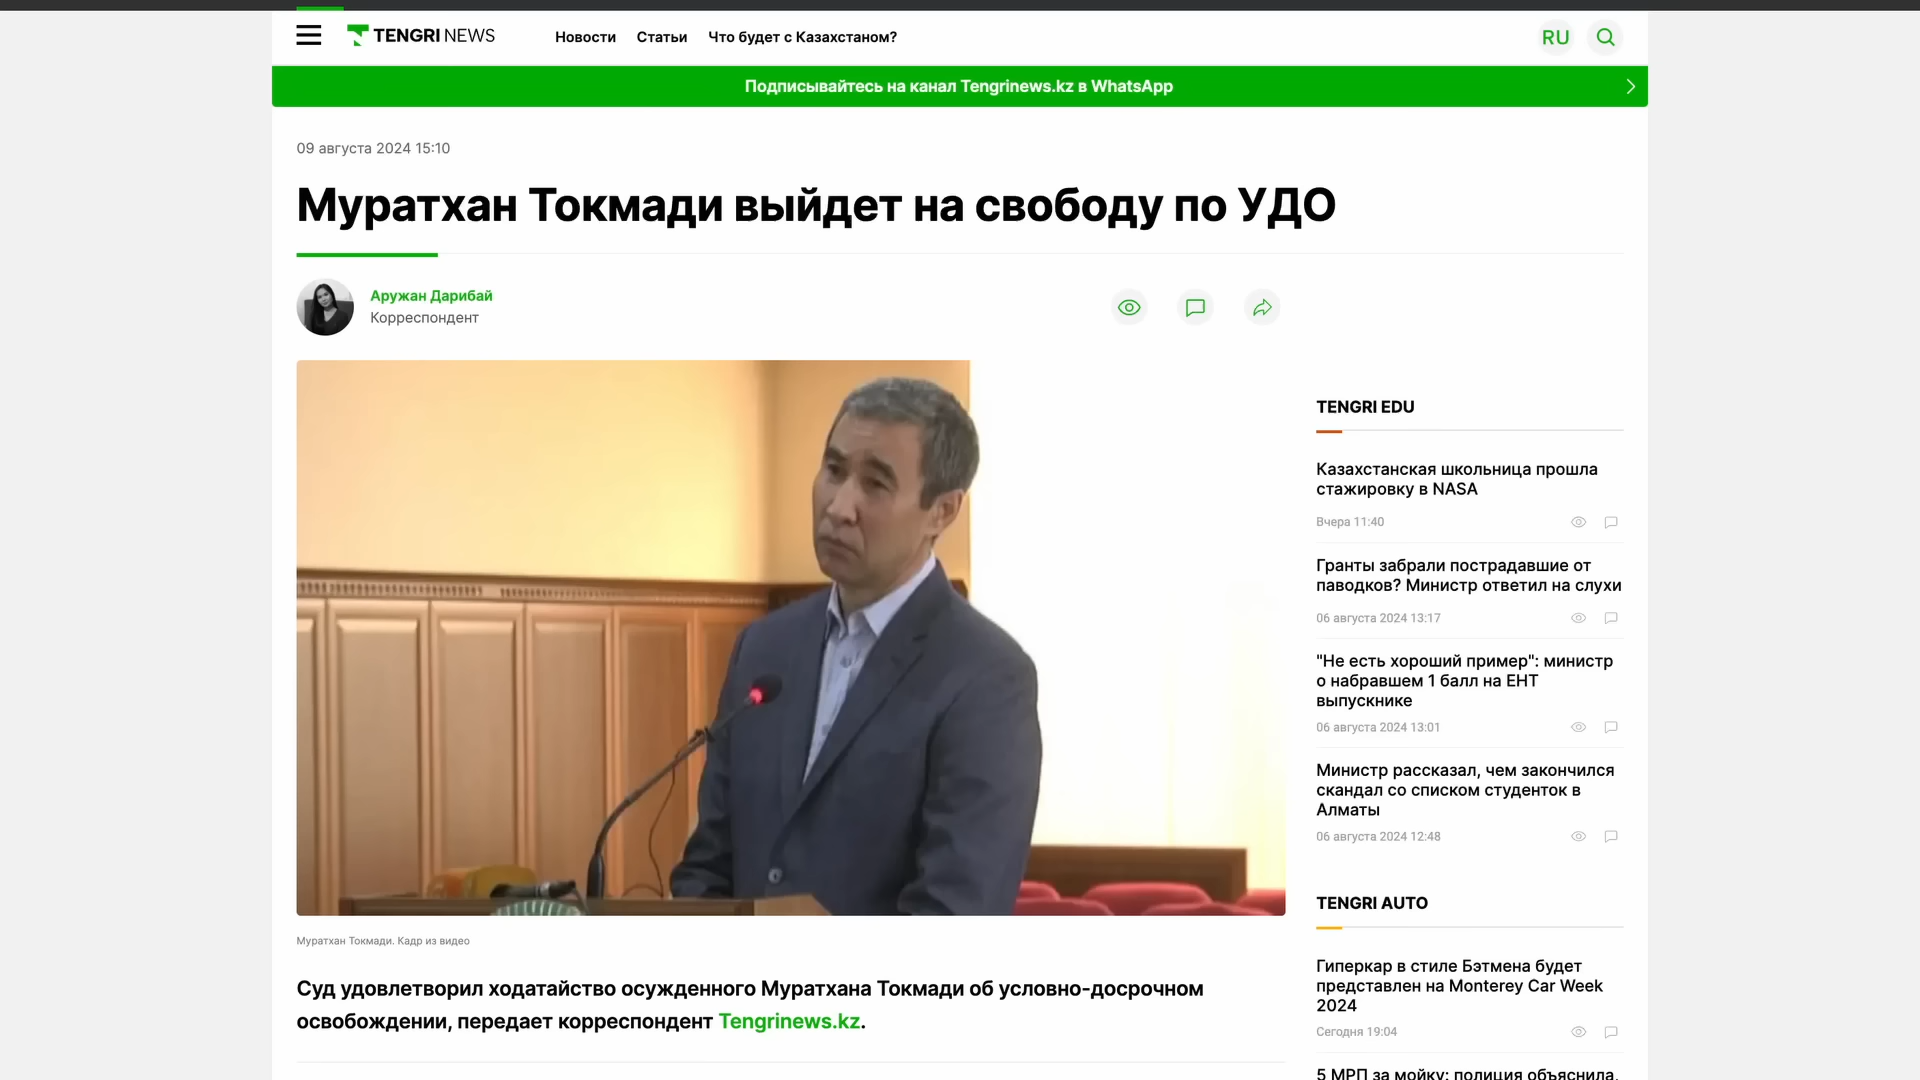 TENGRI NEWS
Новости
Статьи
Что будет с Казахстаном?
RU
Подписывайтесь на канал Tengrinews.kz в WhatsApp
09 августа 2024 15:10
Муратхан Токмади выйдет на свободу по УДО
Аружан Дарибай
Корреспондент
Муратхан Токмади. Кадр из видео
Суд удовлетворил ходатайство осужденного Муратхана Токмади об условно-досрочном
освобождении, передает корреспондент Tengrinews.kz.
TENGRI EDU
Казахстанская школьница прошла
стажировку в NASA
Вчера 11:40
Гранты забрали пострадавшие от
паводков? Министр ответил на слухи
06 августа 2024 13:17
"Не есть хороший пример": министр
о набравшем 1 балл на ЕНТ
выпускнике
06 августа 2024 13:01
Министр рассказал, чем закончился
скандал со списком студенток в
Алматы
06 августа 2024 12:48
TENGRI AUTO
Гиперкар в стиле Бэтмена будет
представлен на Monterey Car Week
2024
Сегодня 19:04
5 МРП за мойку: полиция объяснила,